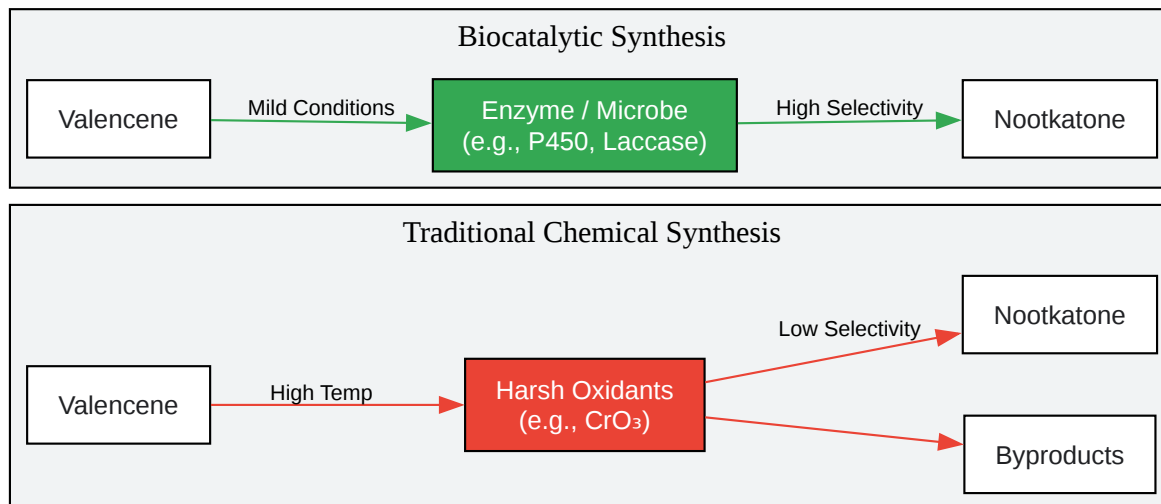 Biocatalytic Synthesis
Valencene
Mild Conditions
Enzyme / Microbe
(e.g., P450, Laccase)
High Selectivity
Nootkatone
Traditional Chemical Synthesis
Valencene
High Temp
Harsh Oxidants
(e.g., CrO₃)
Low Selectivity
Nootkatone
Byproducts